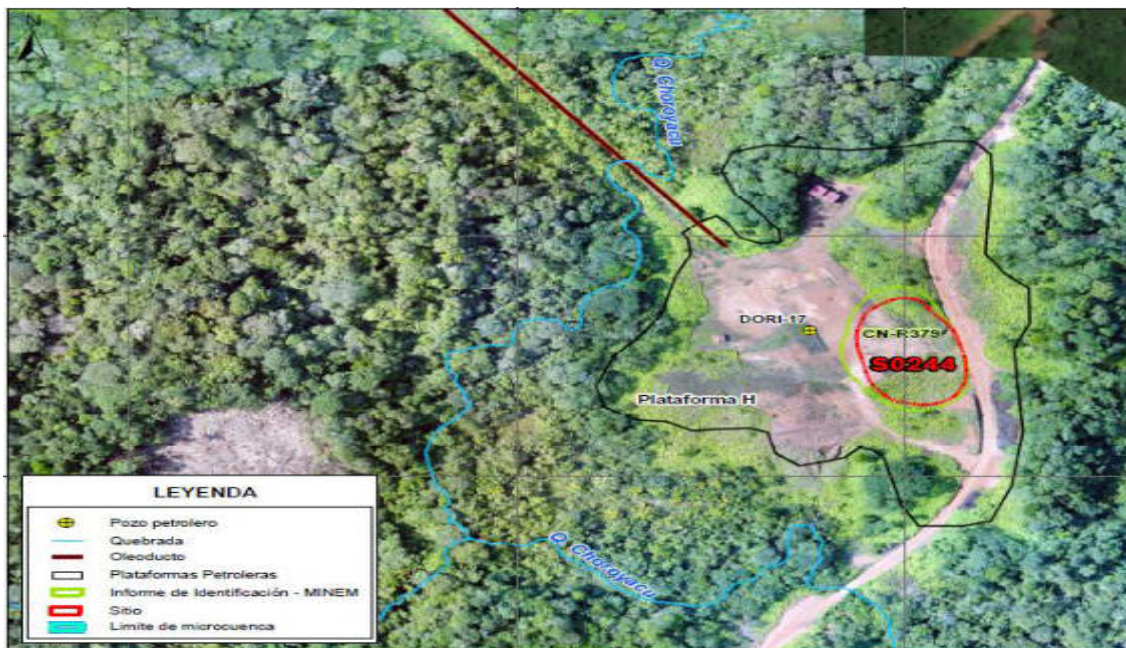 Q. Choroyacu
DORI-17
CN-R379
S0244
Plataforma H
Q. Choroyacu
LEYENDA
Pozo petrolero
Quebrada
Oleoducto
Plataformas Petroleras
Informe de Identificación - MINEM
Sitio
Limite de microcuenca